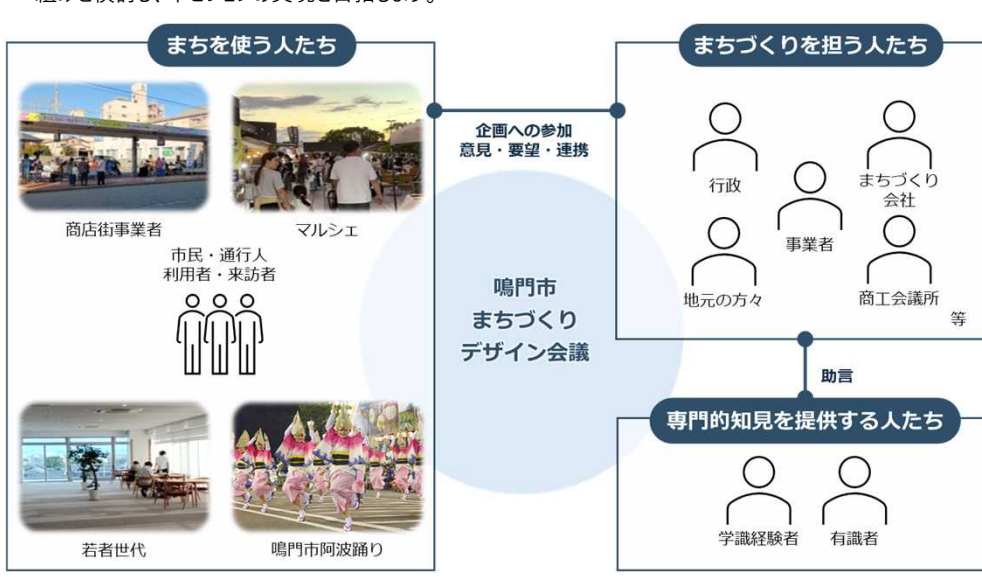 まちを使う人たち
まちづくりを担う人たち
企画への参加
意見・要望・連携
商店街事業者
マルシェ
市民・通行人
利用者・来訪者
若者世代
鳴門市阿波踊り
鳴門市
まちづくり
デザイン会議
行政
まちづくり
会社
事業者
地元の方々
商工会議所
等
助言
専門的知見を提供する人たち
学識経験者
有識者